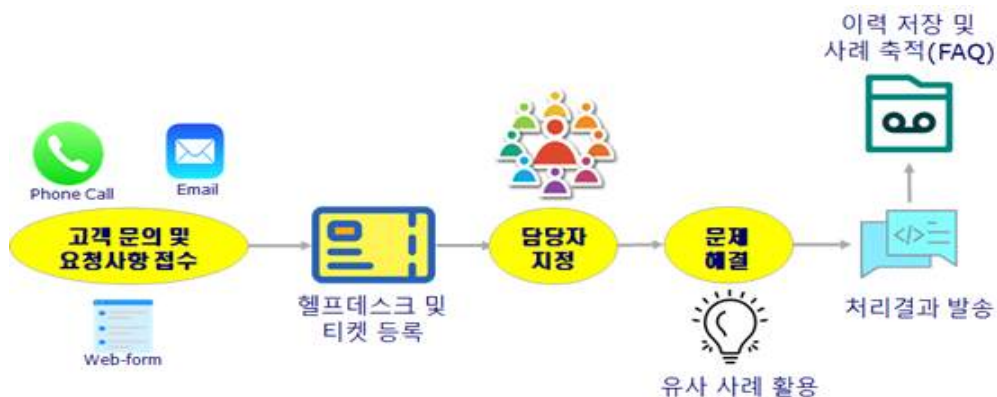 이력 저장 및
사례 축적(FAQ)
Phone Call
Email
고객 문의 및
요청사항 접수
Web-form
헬프데스크 및
티켓 등록
담당자
지정
문제
해결
유사 사례 활용
</>
처리결과 발송